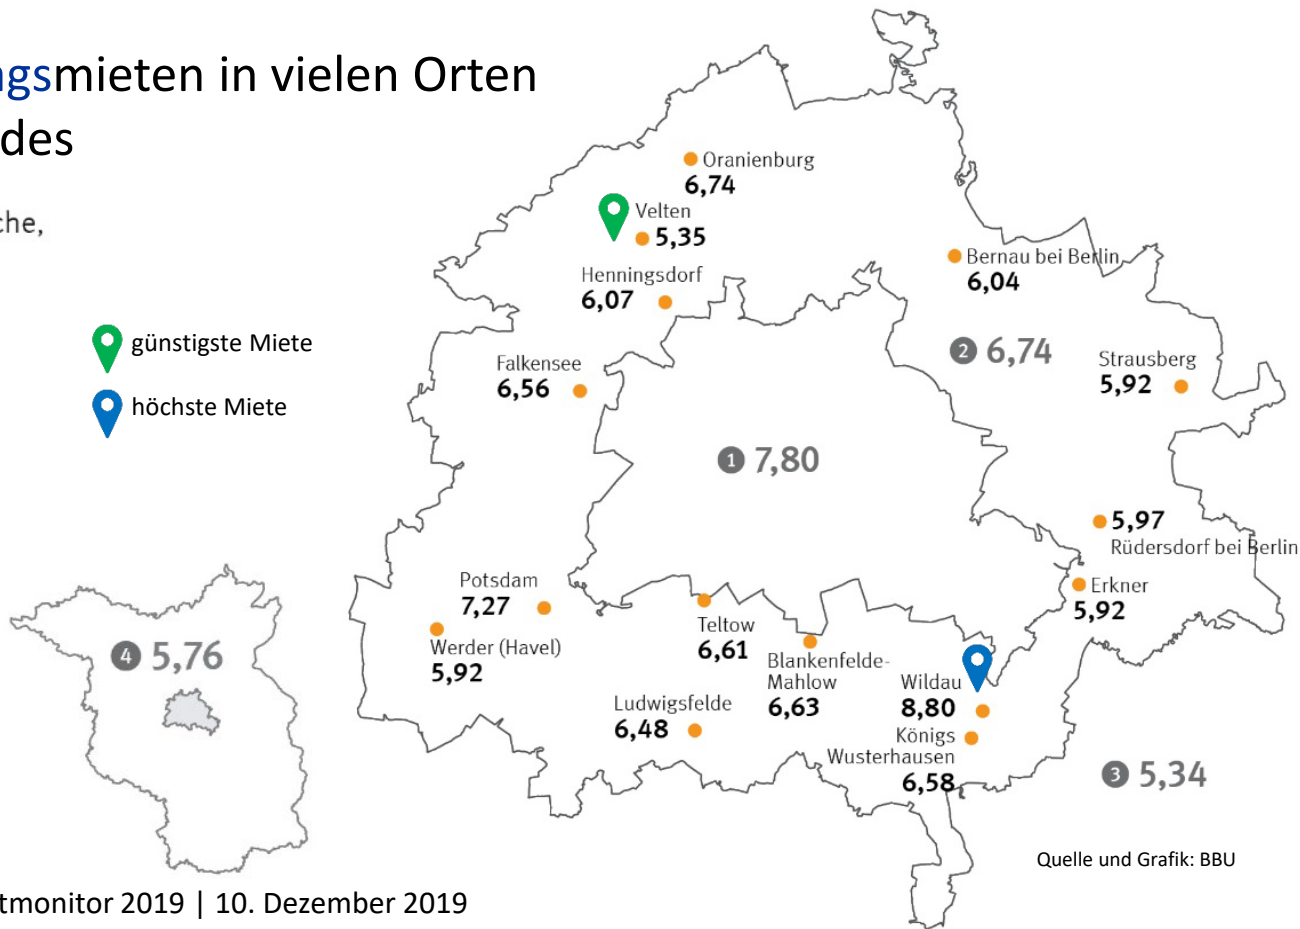 ngsmieten in vielen Orten
des
che,
günstigste Miete
höchste Miete
Oranienburg
6,74
Velten
5,35
Henningsdorf
6,07
Bernau bei Berlin
6,04
Falkensee
6,56
2 6,74
Strausberg
5,92
1 7,80
5,97
Rüdersdorf bei Berlin
Erkner
5,92
Potsdam
7,27
Werder (Havel)
5,92
Teltow
6,61
Blankenfelde-
Mahlow
6,63
Ludwigsfelde
6,48
Wildau
8,80
Königs
Wusterhausen
6,58
4 5,76
3 5,34
Quelle und Grafik: BBU
tmonitor 2019 | 10. Dezember 2019